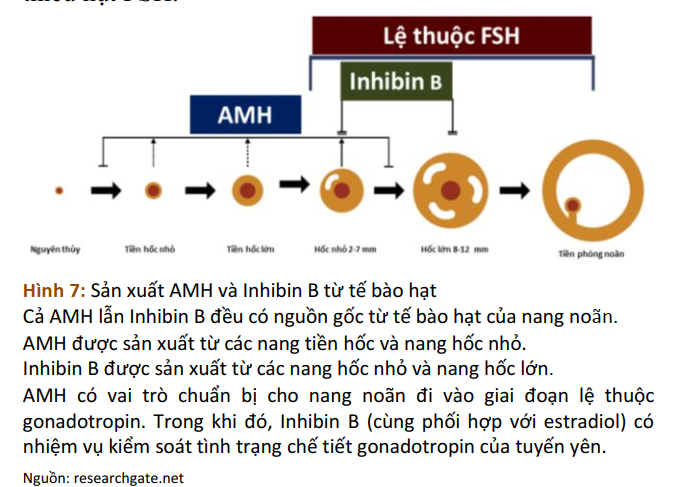 Lệ thuộc FSH
Inhibin B
AMH
Nguyên thủy
Tiền hốc nhỏ
Tiền hốc lớn
Hốc nhỏ 2-7 mm
Hốc lớn 8-12 mm
Tiền phóng noãn
Hình 7: Sản xuất AMH và Inhibin B từ tế bào hạt
Cả AMH lẫn Inhibin B đều có nguồn gốc từ tế bào hạt của nang noãn.
AMH được sản xuất từ các nang tiền hốc và nang hốc nhỏ.
Inhibin B được sản xuất từ các nang hốc nhỏ và nang hốc lớn.
AMH có vai trò chuẩn bị cho nang noãn đi vào giai đoạn lệ thuộc
gonadotropin. Trong khi đó, Inhibin B (cùng phối hợp với estradiol) có
nhiệm vụ kiểm soát tình trạng chế tiết gonadotropin của tuyến yên.
Nguồn: researchgate.net